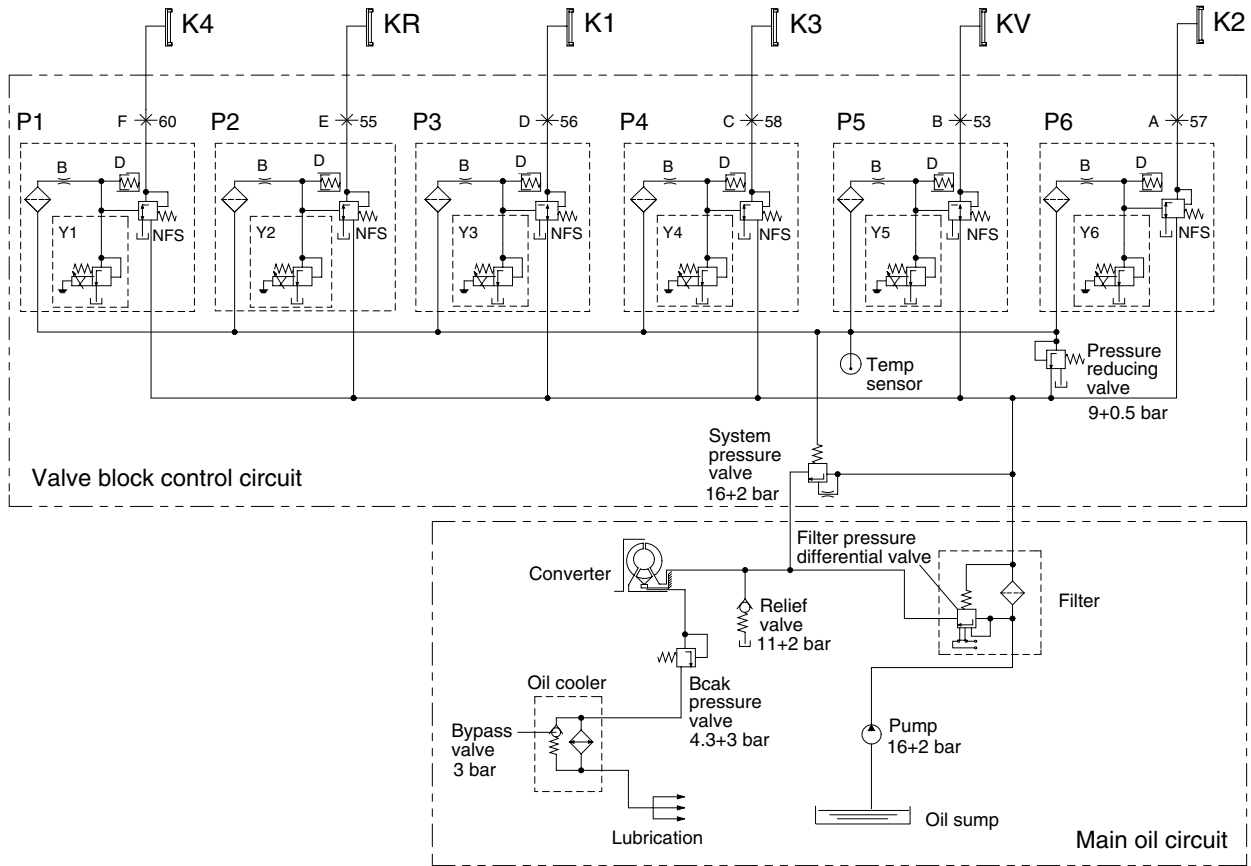 K4
KR
K1
K3
KV
K2
P1
F
60
P2
E
55
P3
D
56
P4
C
58
P5
B
53
P6
A
57
B
D
B
D
B
D
B
D
B
D
B
D
Y1
NFS
Y2
NFS
Y3
NFS
Y4
NFS
Y5
NFS
Y6
NFS
Temp
sensor
Pressure
reducing
valve
9+0.5 bar
System
pressure
valve
16+2 bar
Valve block control circuit
Filter pressure
differential valve
Converter
Relief
valve
11+2 bar
Filter
Oil cooler
Bcak
pressure
valve
4.3+3 bar
Bypass
valve
3 bar
Pump
16+2 bar
Lubrication
Oil sump
Main oil circuit